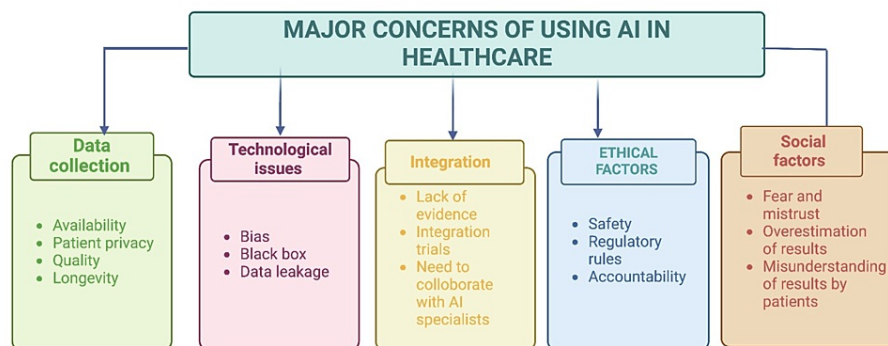 MAJOR CONCERNS OF USING AI IN
HEALTHCARE
Data
collection
• Availability
• Patient privacy
• Quality
• Longevity
Technological
issues
• Bias
• Black box
• Data leakage
Integration
• Lack of
evidence
• Integration
trials
• Need to
colloborate
with AI
specialists
ETHICAL
FACTORS
• Safety
• Regulatory
rules
• Accountability
Social
factors
• Fear and
mistrust
• Overestimation
of results
• Misunderstanding
of results by
patients